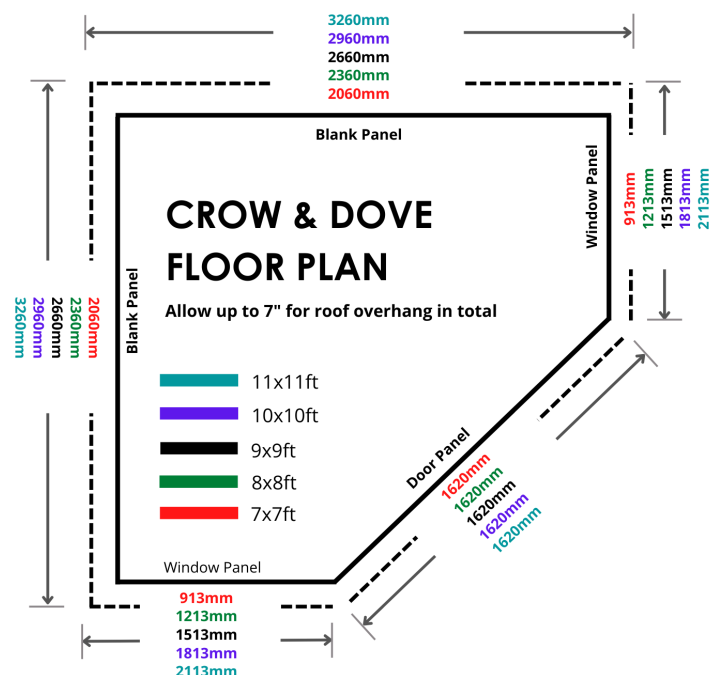 3260mm
2960mm
2660mm
2360mm
2060mm
Blank Panel
Window Panel
913mm
1213mm
1513mm
1813mm
2113mm
CROW & DOVE
FLOOR PLAN
Allow up to 7" for roof overhang in total
Blank Panel
3260mm
2960mm
2660mm
2360mm
2060mm
11x11ft
10x10ft
9x9ft
8x8ft
7x7ft
Door Panel
1620mm
1620mm
1620mm
1620mm
1620mm
Window Panel
913mm
1213mm
1513mm
1813mm
2113mm